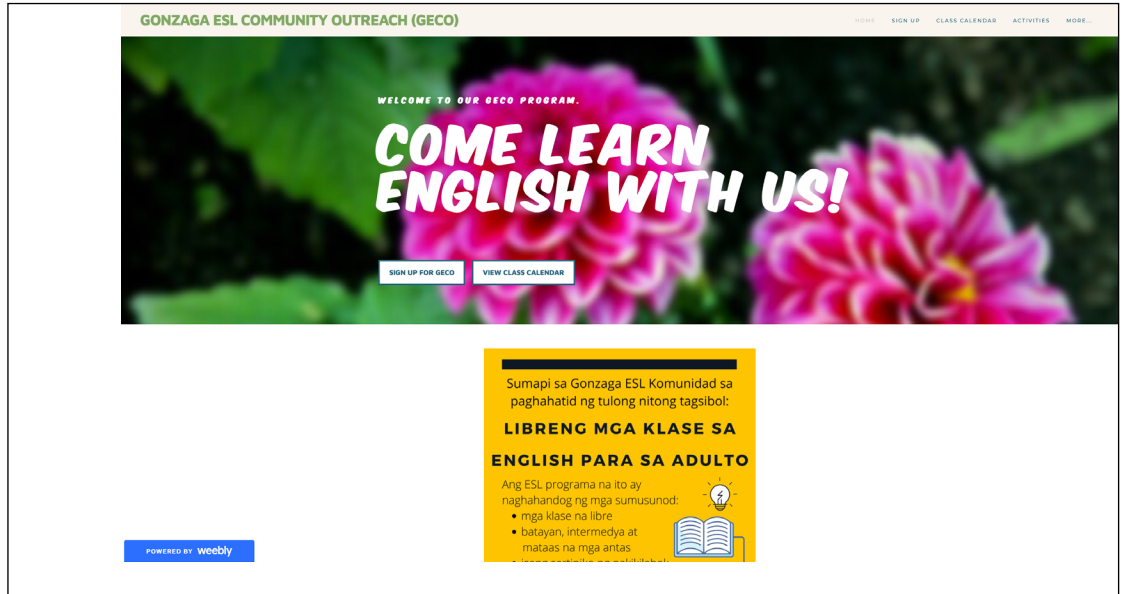 GONZAGA ESL COMMUNITY OUTREACH (GECO)
HOME SIGN UP CLASS CALENDAR ACTIVITIES MORE...
WELCOME TO OUR GECO PROGRAM.
COME LEARN
ENGLISH WITH US!
SIGN UP FOR GECO VIEW CLASS CALENDAR
Sumapi sa Gonzaga ESL Komunidad sa
paghahatid ng tulong nitong tagsibol:
LIBRENG MGA KLASE SA
ENGLISH PARA SA ADULTO
Ang ESL programa na ito ay
naghahandog ng mga sumusunod:
• mga klase na libre
• batayan, intermedya at
mataas na mga antas
POWERED BY weebly